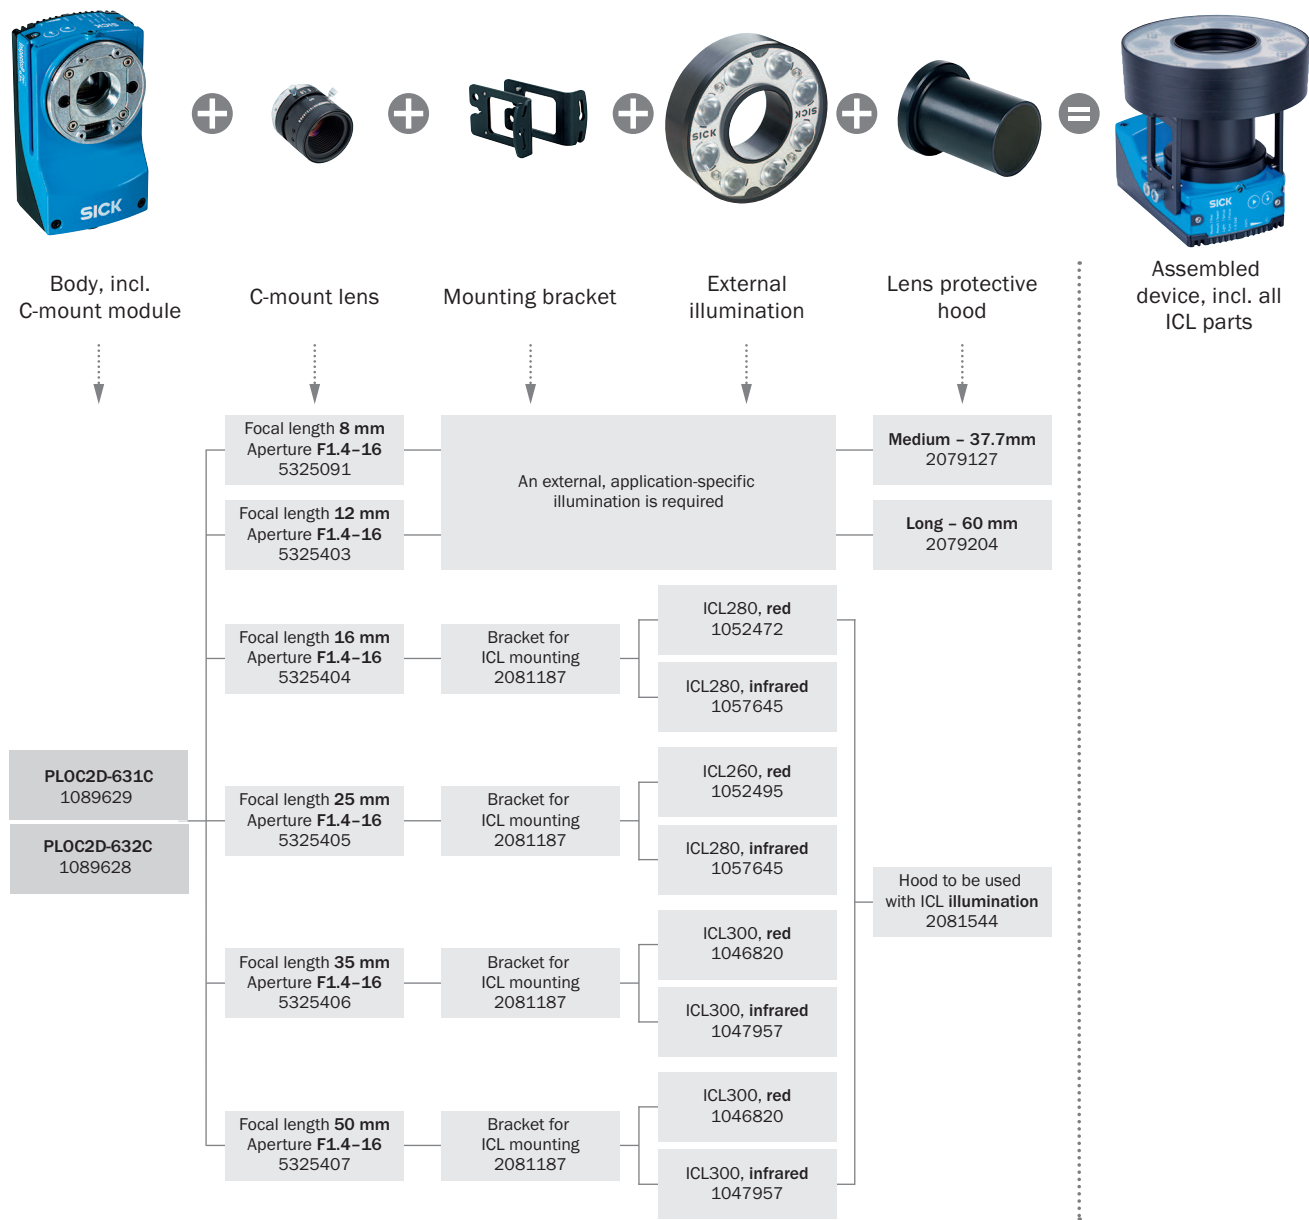 SICK
SICK
SICK
SICK
SICK
Body, incl.
C-mount module
C-mount lens
Mounting bracket
External
illumination
Lens protective
hood
Assembled
device, incl. all
ICL parts
Focal length 8 mm
Aperture F1.4–16
5325091
An external, application-specific
illumination is required
Medium – 37.7mm
2079127
Focal length 12 mm
Aperture F1.4–16
5325403
Long – 60 mm
2079204
Focal length 16 mm
Aperture F1.4–16
5325404
Bracket for
ICL mounting
2081187
ICL280, red
1052472
ICL280, infrared
1057645
PLOC2D-631C
1089629
PLOC2D-632C
1089628
Focal length 25 mm
Aperture F1.4–16
5325405
Bracket for
ICL mounting
2081187
ICL260, red
1052495
ICL280, infrared
1057645
Hood to be used
with ICL illumination
2081544
Focal length 35 mm
Aperture F1.4–16
5325406
Bracket for
ICL mounting
2081187
ICL300, red
1046820
ICL300, infrared
1047957
Focal length 50 mm
Aperture F1.4–16
5325407
Bracket for
ICL mounting
2081187
ICL300, red
1046820
ICL300, infrared
1047957